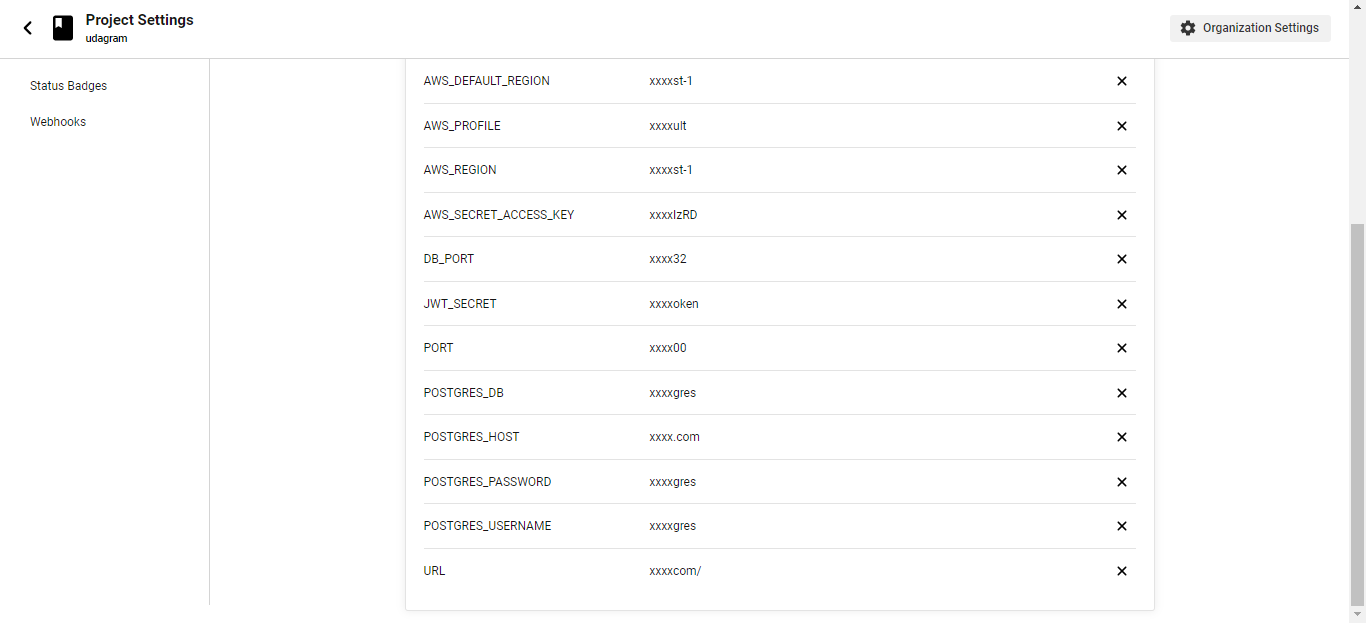 Project Settings
udagram
Organization Settings
Status Badges
Webhooks
AWS_DEFAULT_REGION xxxxst-1
AWS_PROFILE xxxxult
AWS_REGION xxxxst-1
AWS_SECRET_ACCESS_KEY xxxxIzRD
DB_PORT xxxx32
JWT_SECRET xxxxoken
PORT xxxx00
POSTGRES_DB xxxxgres
POSTGRES_HOST xxxx.com
POSTGRES_PASSWORD xxxxgres
POSTGRES_USERNAME xxxxgres
URL xxxxcom/